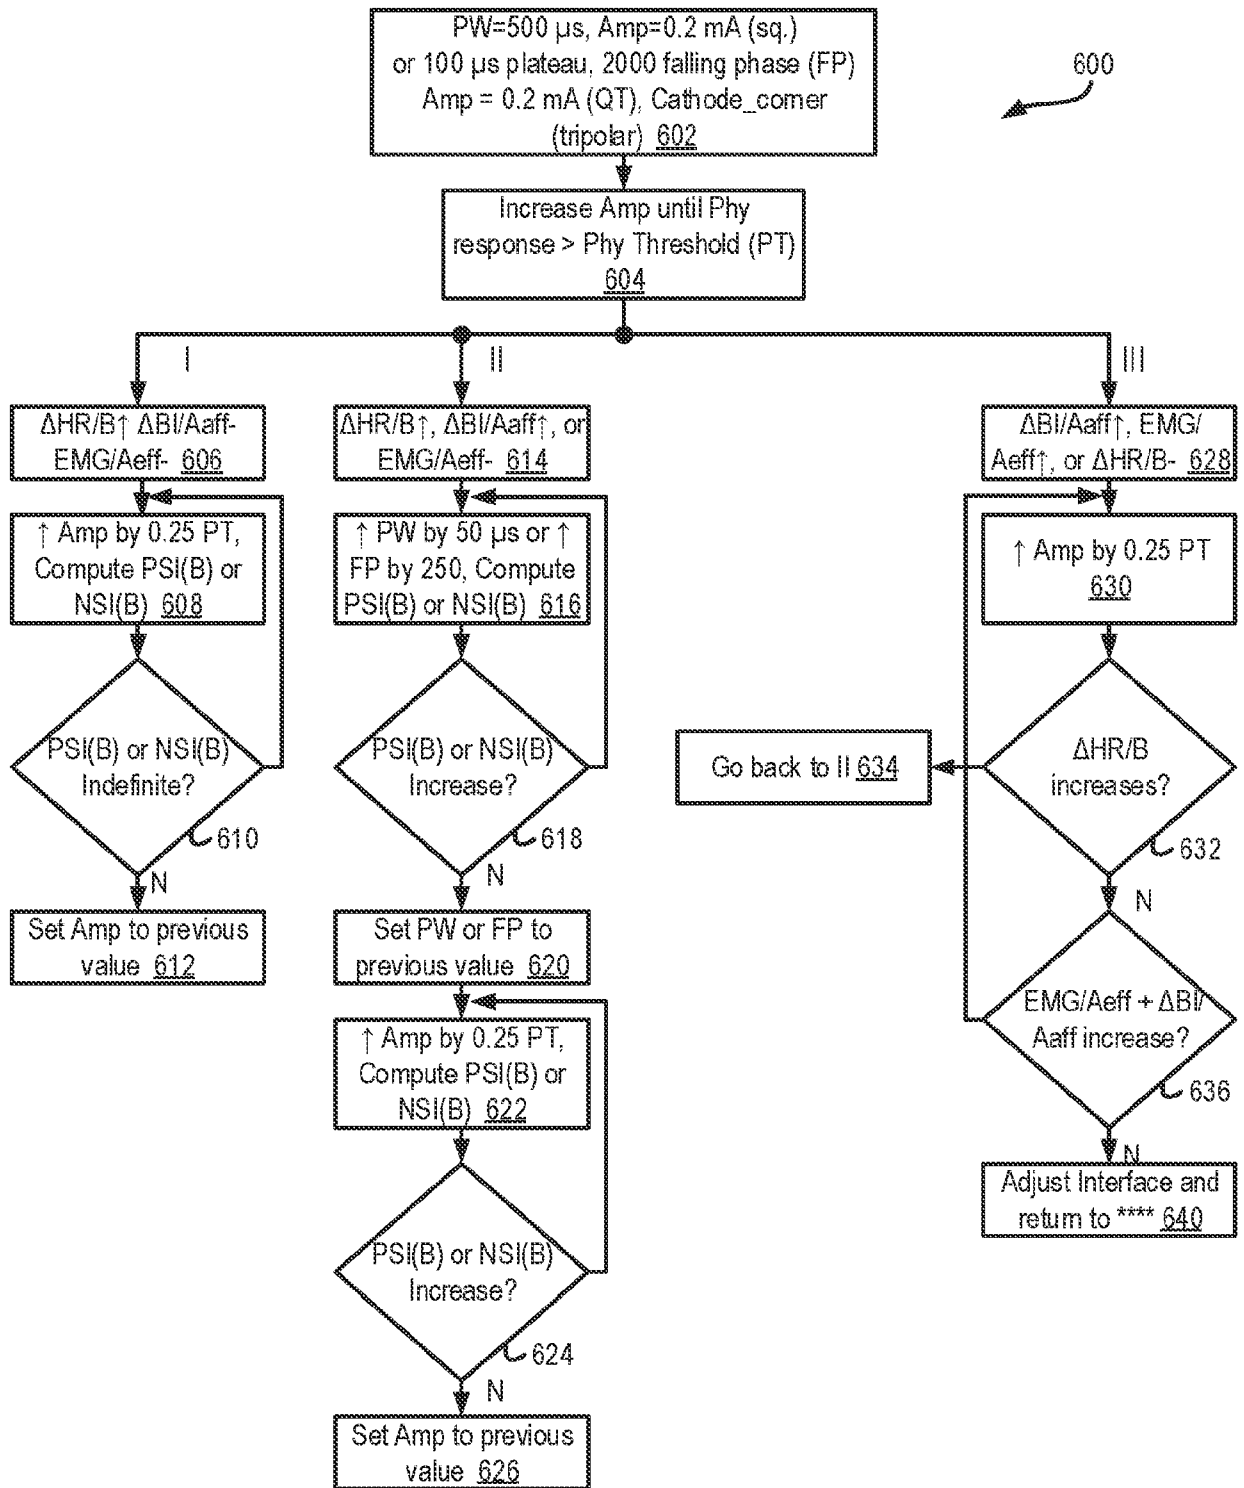 PW=500 µs, Amp=0.2 mA (sq.)
or 100 µs plateau, 2000 falling phase (FP)
Amp = 0.2 mA (QT), Cathode_corner
(tripolar) 602
600
Increase Amp until Phy
response > Phy Threshold (PT)
604
I
II
III
ΔHR/B↑ ΔBI/Aaff-
EMG/Aeff- 606
↑ Amp by 0.25 PT,
Compute PSI(B) or
NSI(B) 608
PSI(B) or NSI(B)
Indefinite?
610
N
Set Amp to previous
value 612
ΔHR/B↑, ΔBI/Aaff↑, or
EMG/Aeff- 614
↑ PW by 50 µs or ↑
FP by 250, Compute
PSI(B) or NSI(B) 616
PSI(B) or NSI(B)
Increase?
618
N
Set PW or FP to
previous value 620
↑ Amp by 0.25 PT,
Compute PSI(B) or
NSI(B) 622
PSI(B) or NSI(B)
Increase?
624
N
Set Amp to previous
value 626
ΔBI/Aaff↑, EMG/
Aeff↑, or ΔHR/B- 628
↑ Amp by 0.25 PT
630
ΔHR/B
increases?
632
Go back to II 634
N
EMG/Aeff + ΔBI/
Aaff increase?
636
N
Adjust Interface and
return to **** 640